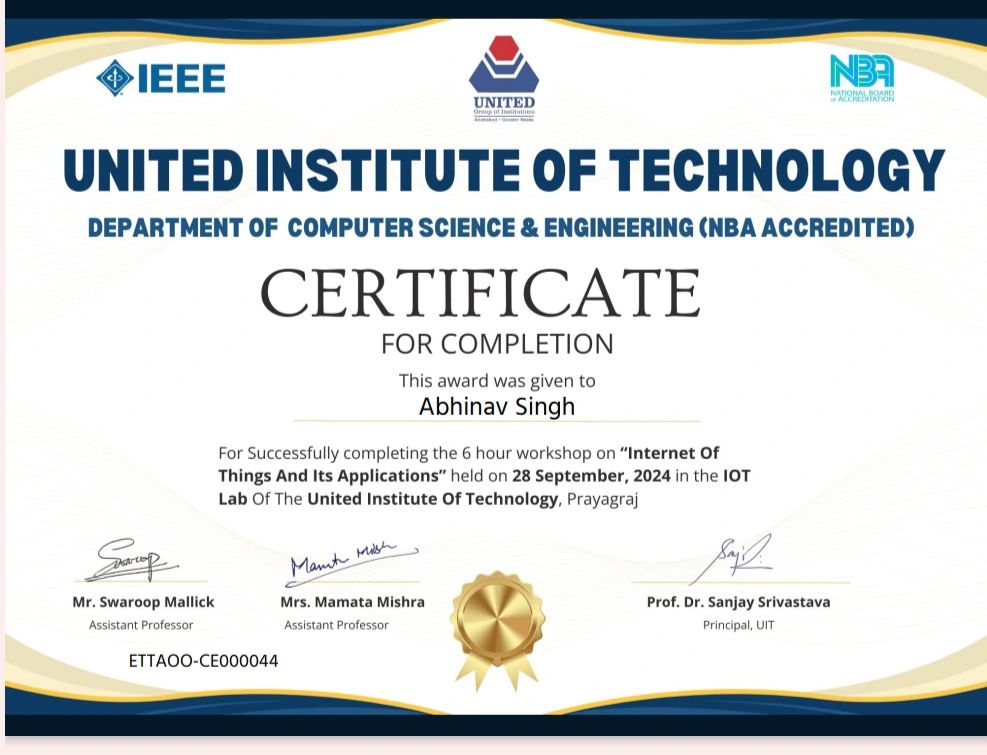 IEEE
UNITED
Group of Institutions
Allahabad • Greater Noida
NBA
NATIONAL BOARD
OF ACCREDITATION
UNITED INSTITUTE OF TECHNOLOGY
DEPARTMENT OF COMPUTER SCIENCE & ENGINEERING (NBA ACCREDITED)
CERTIFICATE
FOR COMPLETION
This award was given to
Abhinav Singh
For Successfully completing the 6 hour workshop on “Internet Of
Things And Its Applications” held on 28 September, 2024 in the IOT
Lab Of The United Institute Of Technology, Prayagraj
Swaroop
Mamta Mish
Mr. Swaroop Mallick
Mrs. Mamata Mishra
Prof. Dr. Sanjay Srivastava
Assistant Professor
Assistant Professor
Principal, UIT
ETTAOO-CE000044